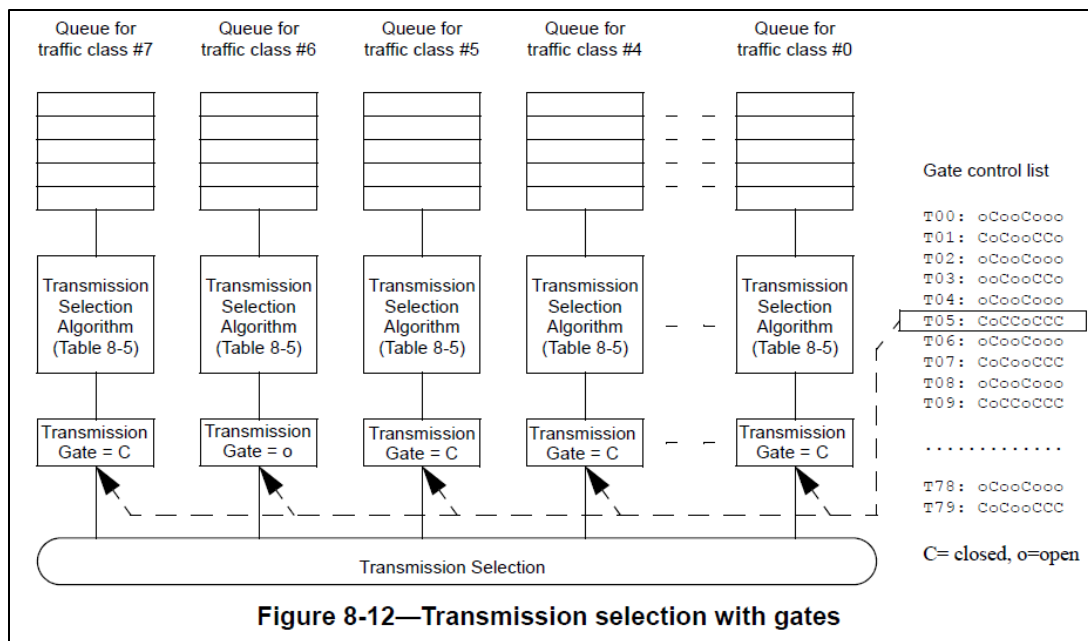 Queue for
traffic class #7
Queue for
traffic class #6
Queue for
traffic class #5
Queue for
traffic class #4
Queue for
traffic class #0
Transmission
Selection
Algorithm
(Table 8-5)
Transmission
Selection
Algorithm
(Table 8-5)
Transmission
Selection
Algorithm
(Table 8-5)
Transmission
Selection
Algorithm
(Table 8-5)
Transmission
Selection
Algorithm
(Table 8-5)
Transmission
Gate = C
Transmission
Gate = o
Transmission
Gate = C
Transmission
Gate = C
Transmission
Gate = C
Transmission Selection
Gate control list
T00: oCooCooo
T01: CoCooCCo
T02: oCooCooo
T03: ooCooCCo
T04: oCooCooo
T05: CoCCoCCC
T06: oCooCooo
T07: CoCooCCC
T08: oCooCooo
T09: CoCCoCCC
. . . . . . . . . . . . .
T78: oCooCooo
T79: CoCooCCC
C= closed, o=open
Figure 8-12—Transmission selection with gates